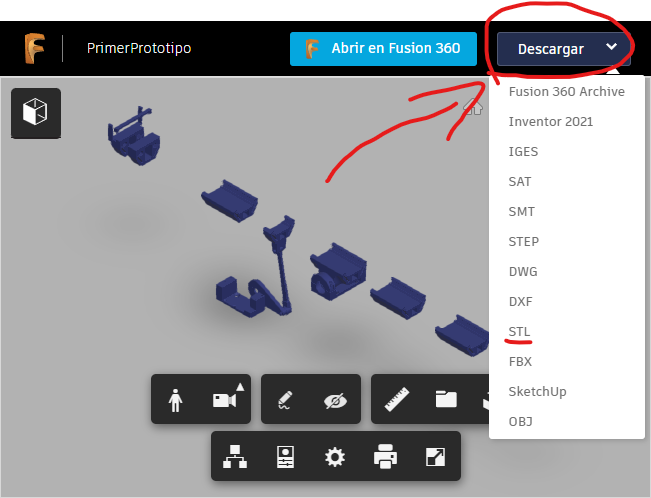 PrimerPrototipo
Abrir en Fusion 360
Descargar
Fusion 360 Archive
Inventor 2021
IGES
SAT
SMT
STEP
DWG
DXF
STL
FBX
SketchUp
OBJ